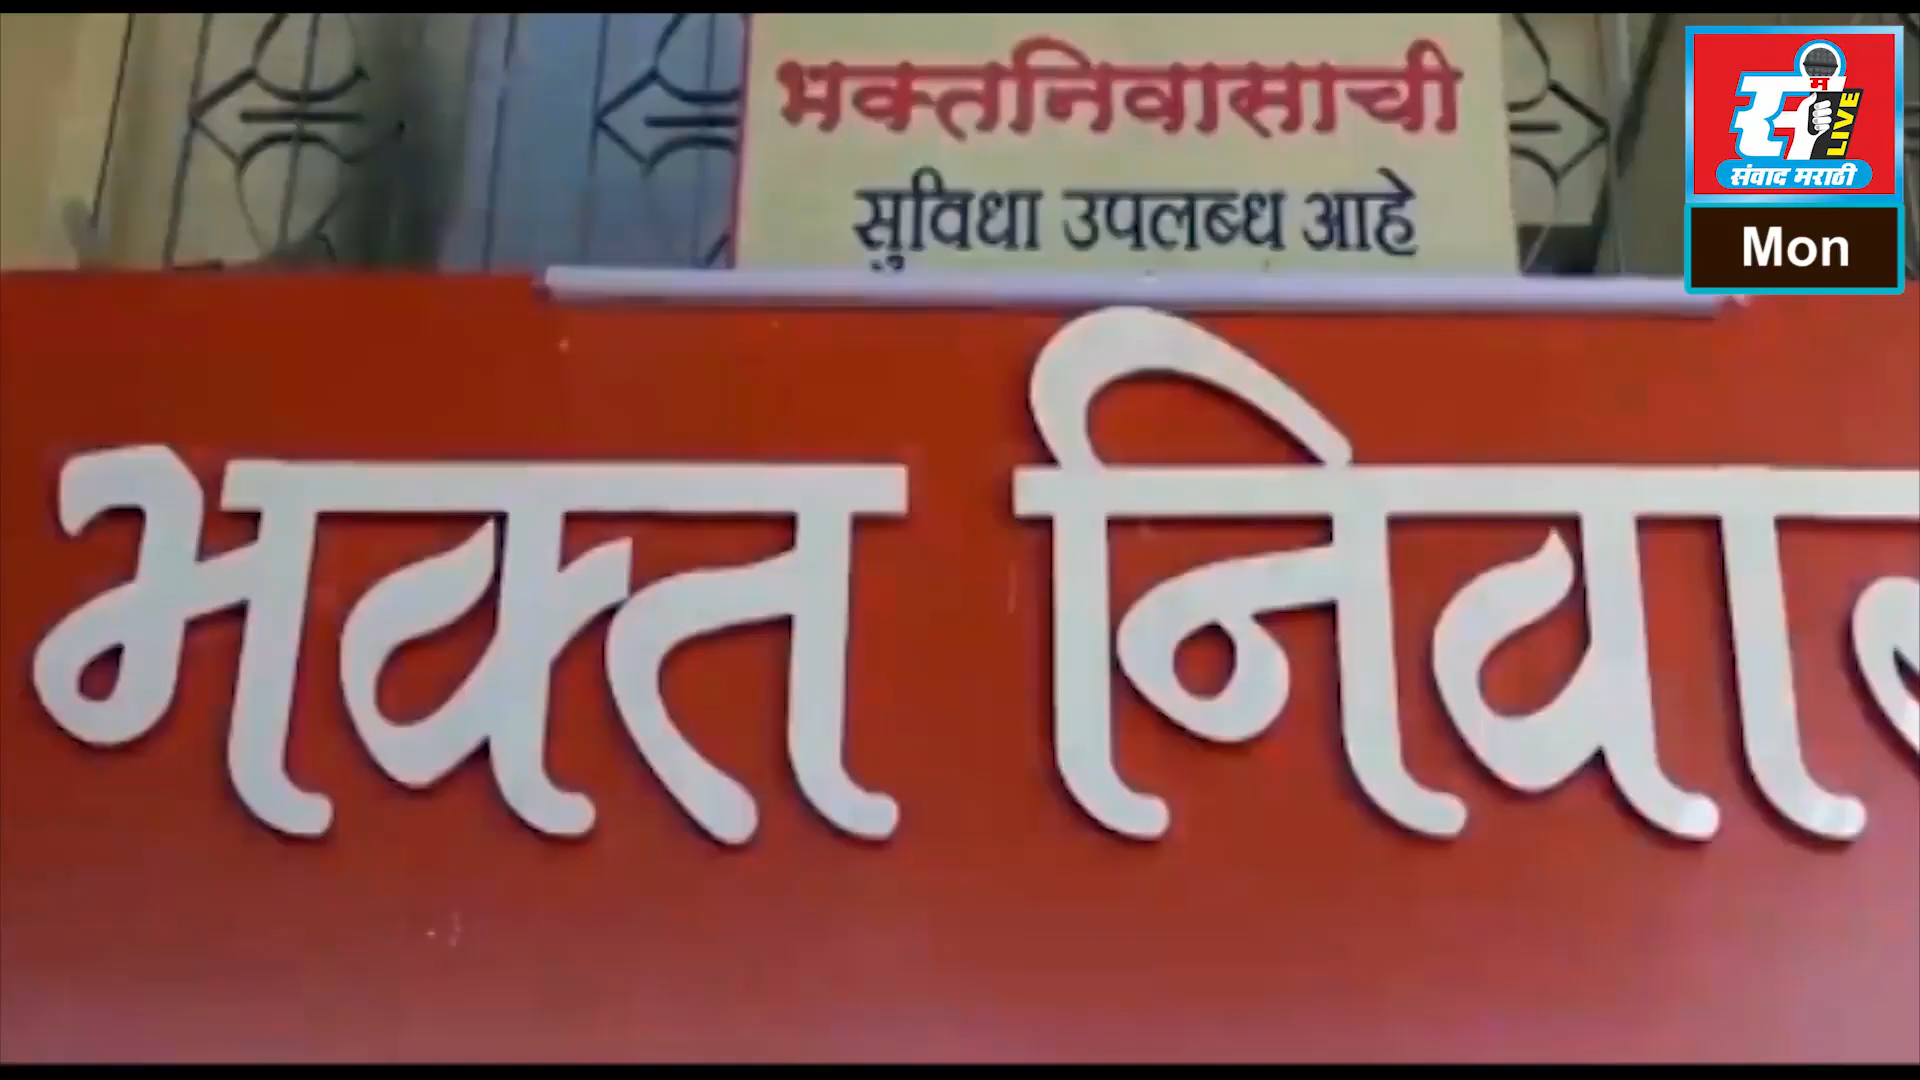 भक्तनिवासाची
सुविधा उपलब्ध आहे
म
LIVE
संवाद मराठी
Mon
भक्त निवा